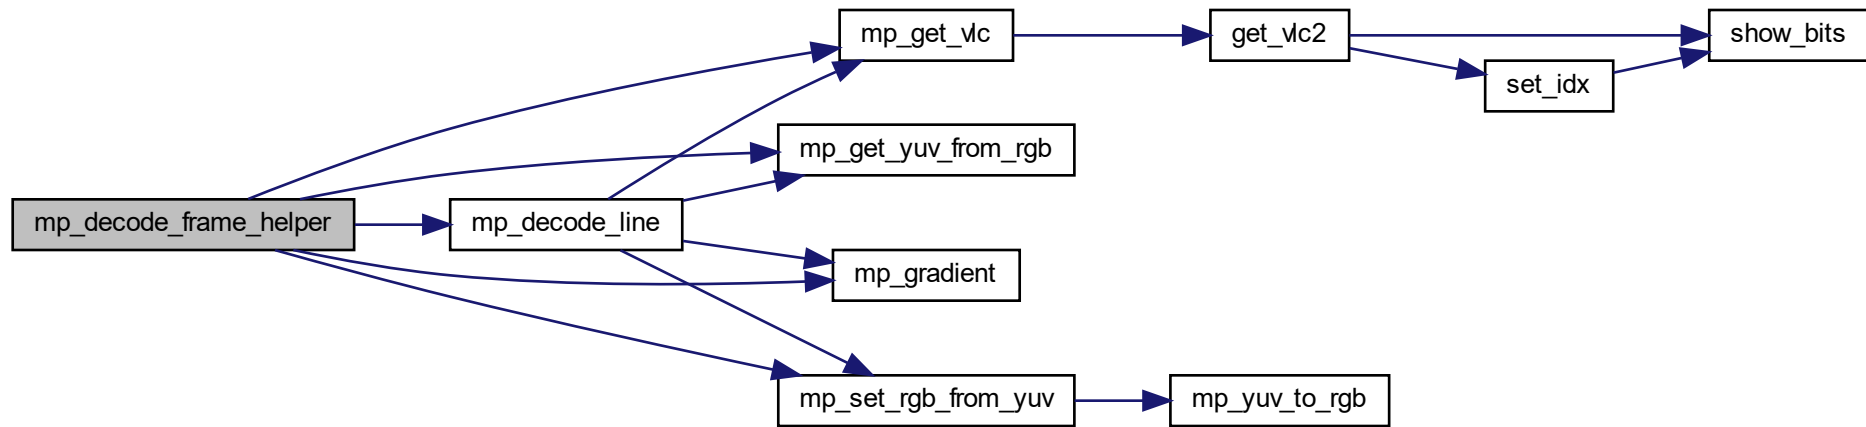 mp_get_vlc
get_vlc2
show_bits
set_idx
mp_get_yuv_from_rgb
mp_decode_frame_helper
mp_decode_line
mp_gradient
mp_set_rgb_from_yuv
mp_yuv_to_rgb